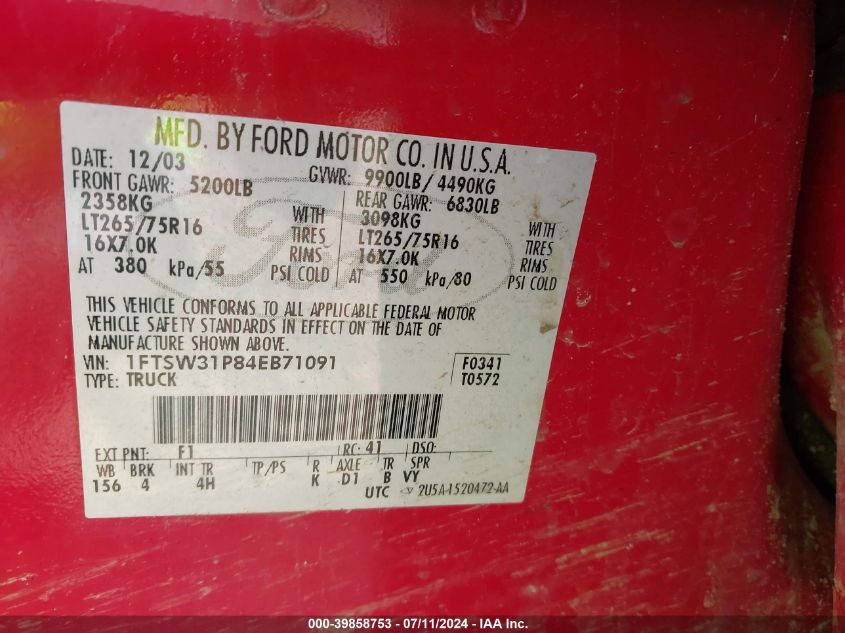 MFD. BY FORD MOTOR CO. IN U.S.A.
DATE: 12/03 GVWR: 9900LB/ 4490KG
FRONT GAWR: 5200LB REAR GAWR: 6830LB
2358KG WITH 3098KG WITH
LT265/75R16 TIRES LT265/75R16 TIRES
16X7.0K RIMS 16X7.0K RIMS
AT 380 kPa/55 PSI COLD AT 550 kPa/80 PSI COLD
Ford
THIS VEHICLE CONFORMS TO ALL APPLICABLE FEDERAL MOTOR
VEHICLE SAFETY STANDARDS IN EFFECT ON THE DATE OF
MANUFACTURE SHOWN ABOVE.
VIN: 1FTSW31P84EB71091 F0341
TYPE: TRUCK T0572
EXT PNT: F1 RC: 41 DSO:
WB BRK INT TR TP/PS R AXLE TR SPR
156 4 4H K D1 B VY
UTC 2U5A-1520472-AA
000-39858753 - 07/11/2024 - IAA Inc.